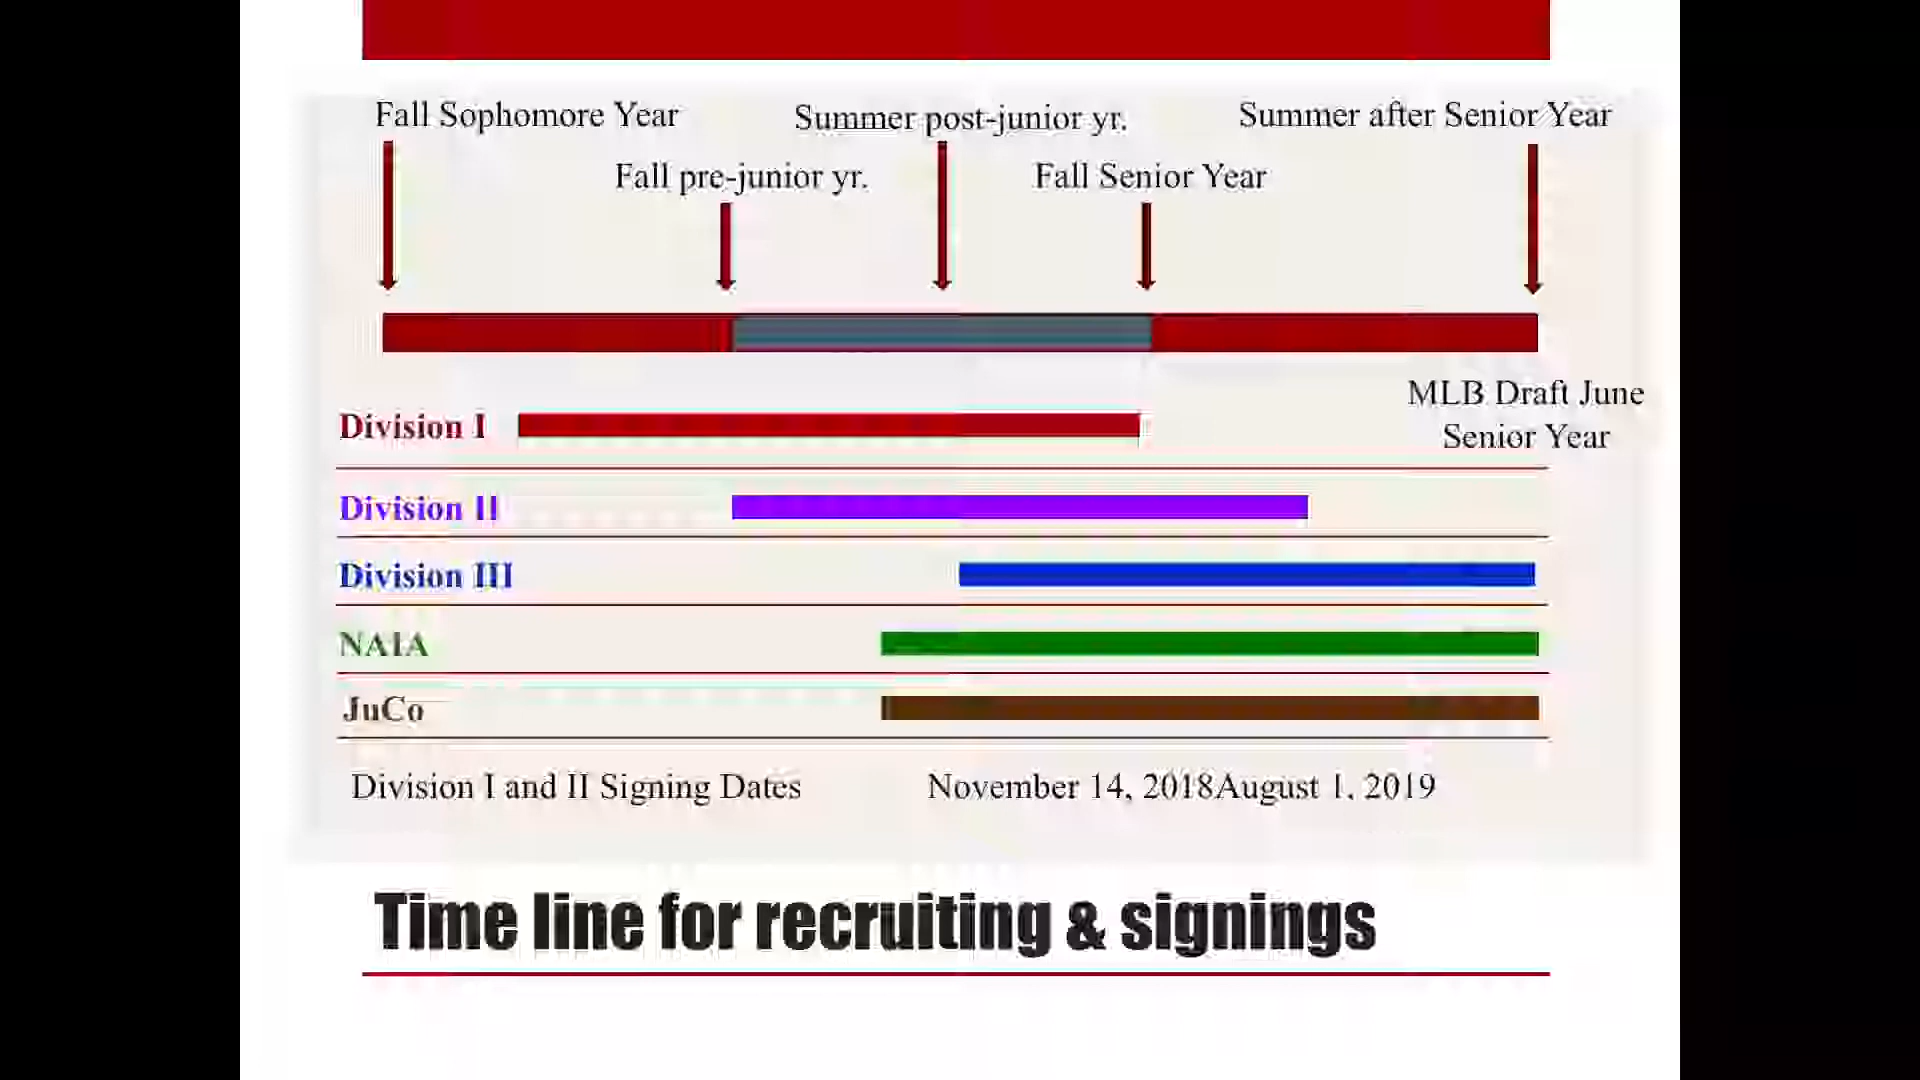 Fall Sophomore Year
Summer post-junior yr.
Summer after Senior Year
Fall pre-junior yr.
Fall Senior Year
MLB Draft June
Senior Year
Division I
Division II
Division III
NAIA
JuCo
Division I and II Signing Dates
November 14, 2018August 1, 2019
Time line for recruiting & signings